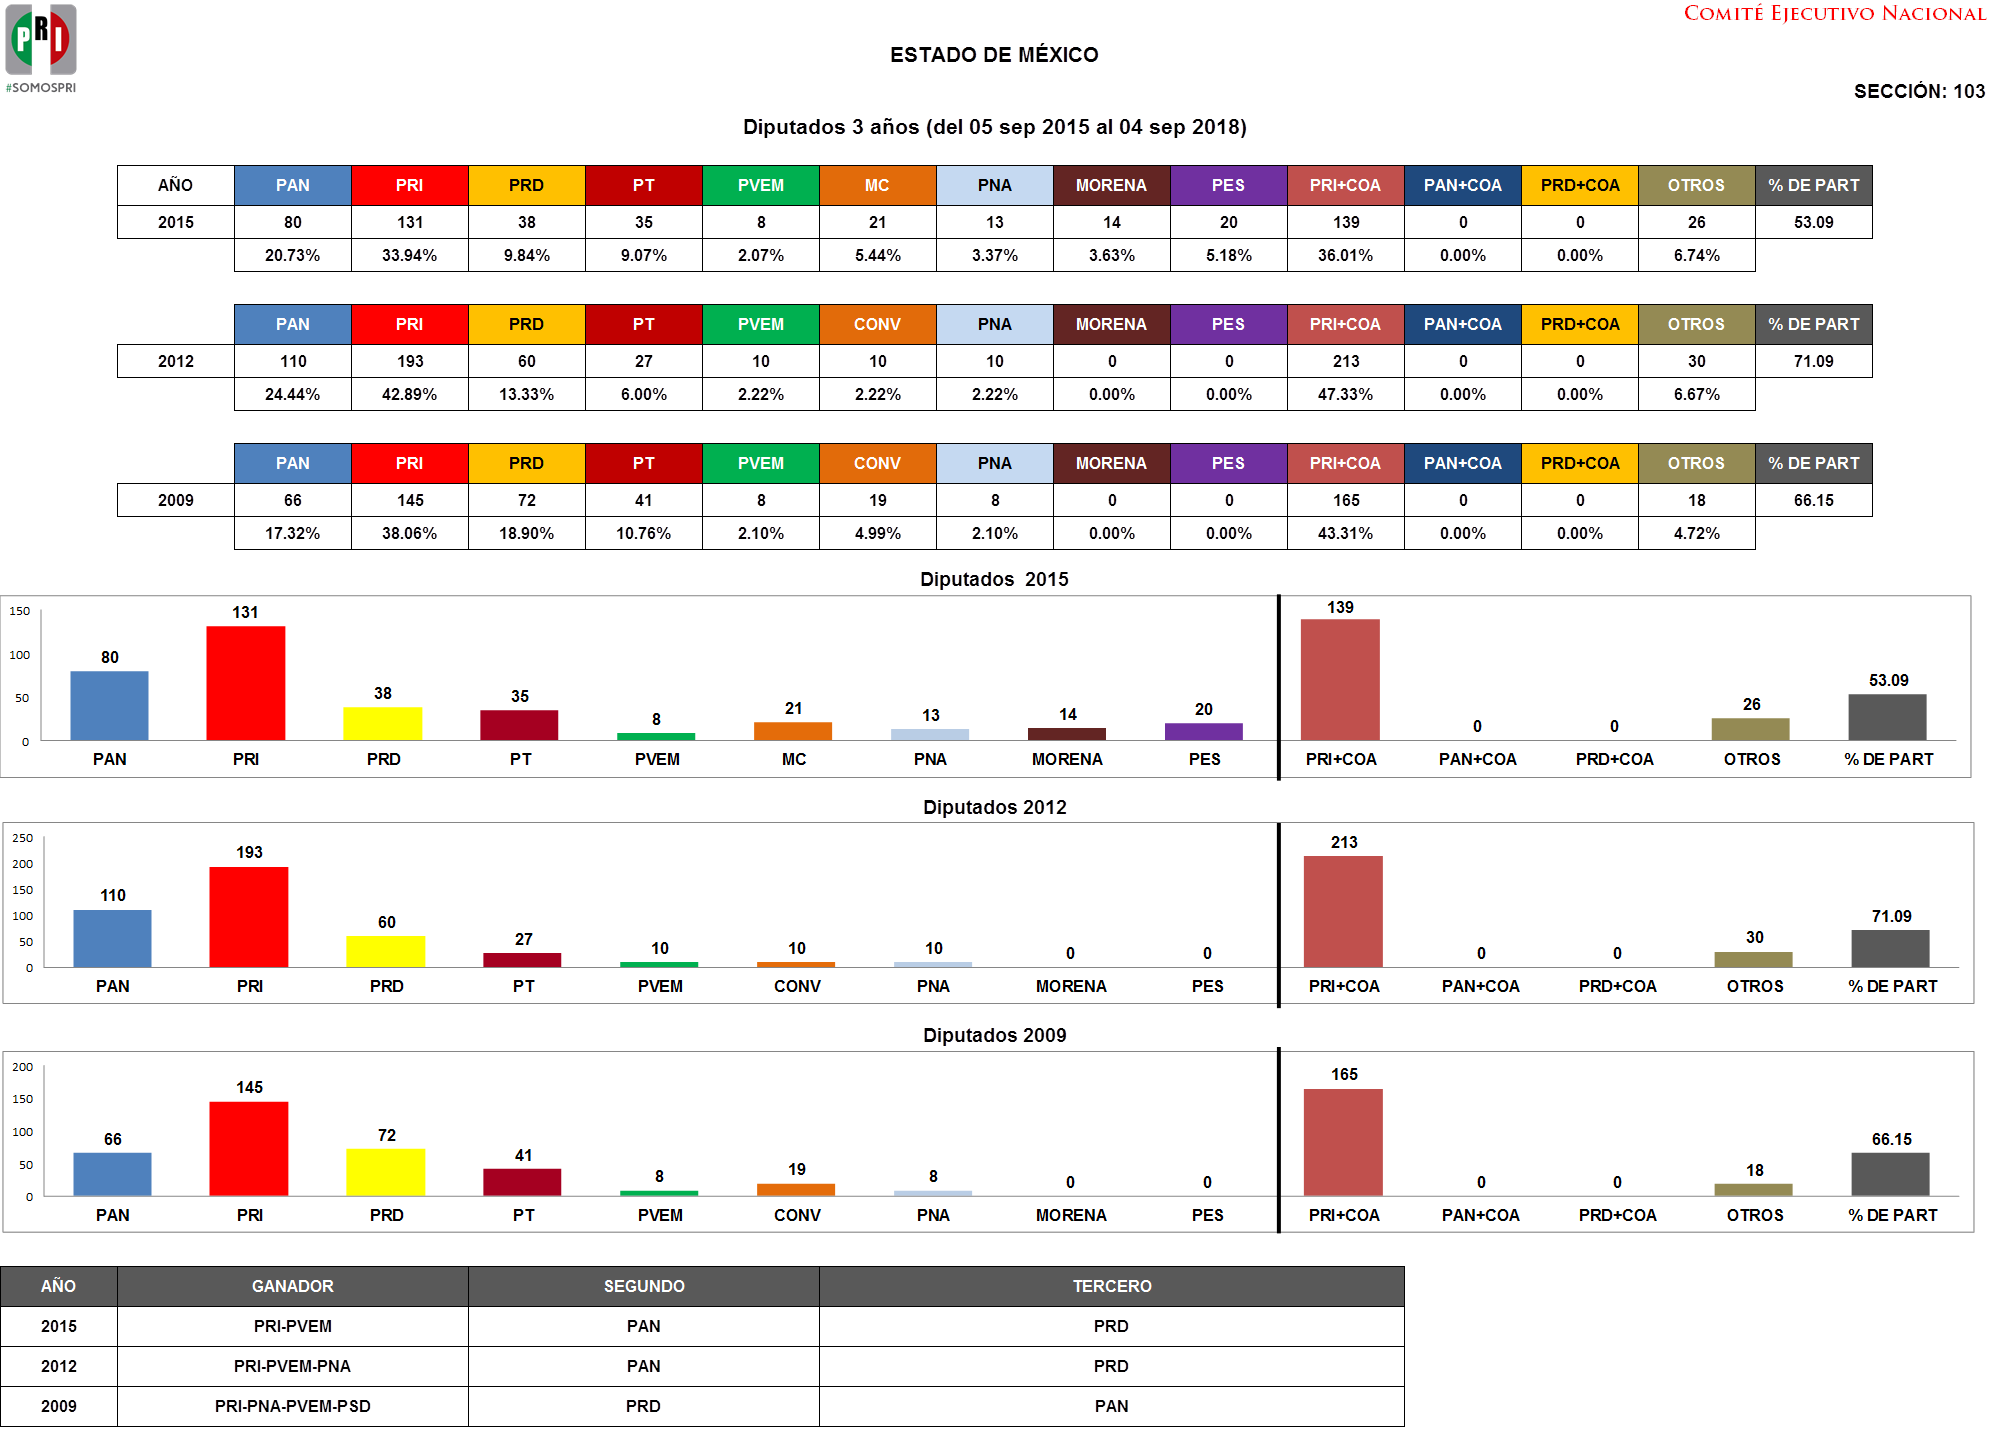 PRI
#SOMOSPRI
COMITÉ EJECUTIVO NACIONAL
ESTADO DE MÉXICO
SECCIÓN: 103
Diputados 3 años (del 05 sep 2015 al 04 sep 2018)
AÑO PAN PRI PRD PT PVEM MC PNA MORENA PES PRI+COA PAN+COA PRD+COA OTROS % DE PART
2015 80 131 38 35 8 21 13 14 20 139 0 0 26 53.09
20.73% 33.94% 9.84% 9.07% 2.07% 5.44% 3.37% 3.63% 5.18% 36.01% 0.00% 0.00% 6.74%
PAN PRI PRD PT PVEM CONV PNA MORENA PES PRI+COA PAN+COA PRD+COA OTROS % DE PART
2012 110 193 60 27 10 10 10 0 0 213 0 0 30 71.09
24.44% 42.89% 13.33% 6.00% 2.22% 2.22% 2.22% 0.00% 0.00% 47.33% 0.00% 0.00% 6.67%
PAN PRI PRD PT PVEM CONV PNA MORENA PES PRI+COA PAN+COA PRD+COA OTROS % DE PART
2009 66 145 72 41 8 19 8 0 0 165 0 0 18 66.15
17.32% 38.06% 18.90% 10.76% 2.10% 4.99% 2.10% 0.00% 0.00% 43.31% 0.00% 0.00% 4.72%
Diputados 2015
150
100
50
0
80 131 38 35 8 21 13 14 20 139 0 0 26 53.09
PAN PRI PRD PT PVEM MC PNA MORENA PES PRI+COA PAN+COA PRD+COA OTROS % DE PART
Diputados 2012
250
200
150
100
50
0
110 193 60 27 10 10 10 0 0 213 0 0 30 71.09
PAN PRI PRD PT PVEM CONV PNA MORENA PES PRI+COA PAN+COA PRD+COA OTROS % DE PART
Diputados 2009
200
150
100
50
0
66 145 72 41 8 19 8 0 0 165 0 0 18 66.15
PAN PRI PRD PT PVEM CONV PNA MORENA PES PRI+COA PAN+COA PRD+COA OTROS % DE PART
AÑO GANADOR SEGUNDO TERCERO
2015 PRI-PVEM PAN PRD
2012 PRI-PVEM-PNA PAN PRD
2009 PRI-PNA-PVEM-PSD PRD PAN